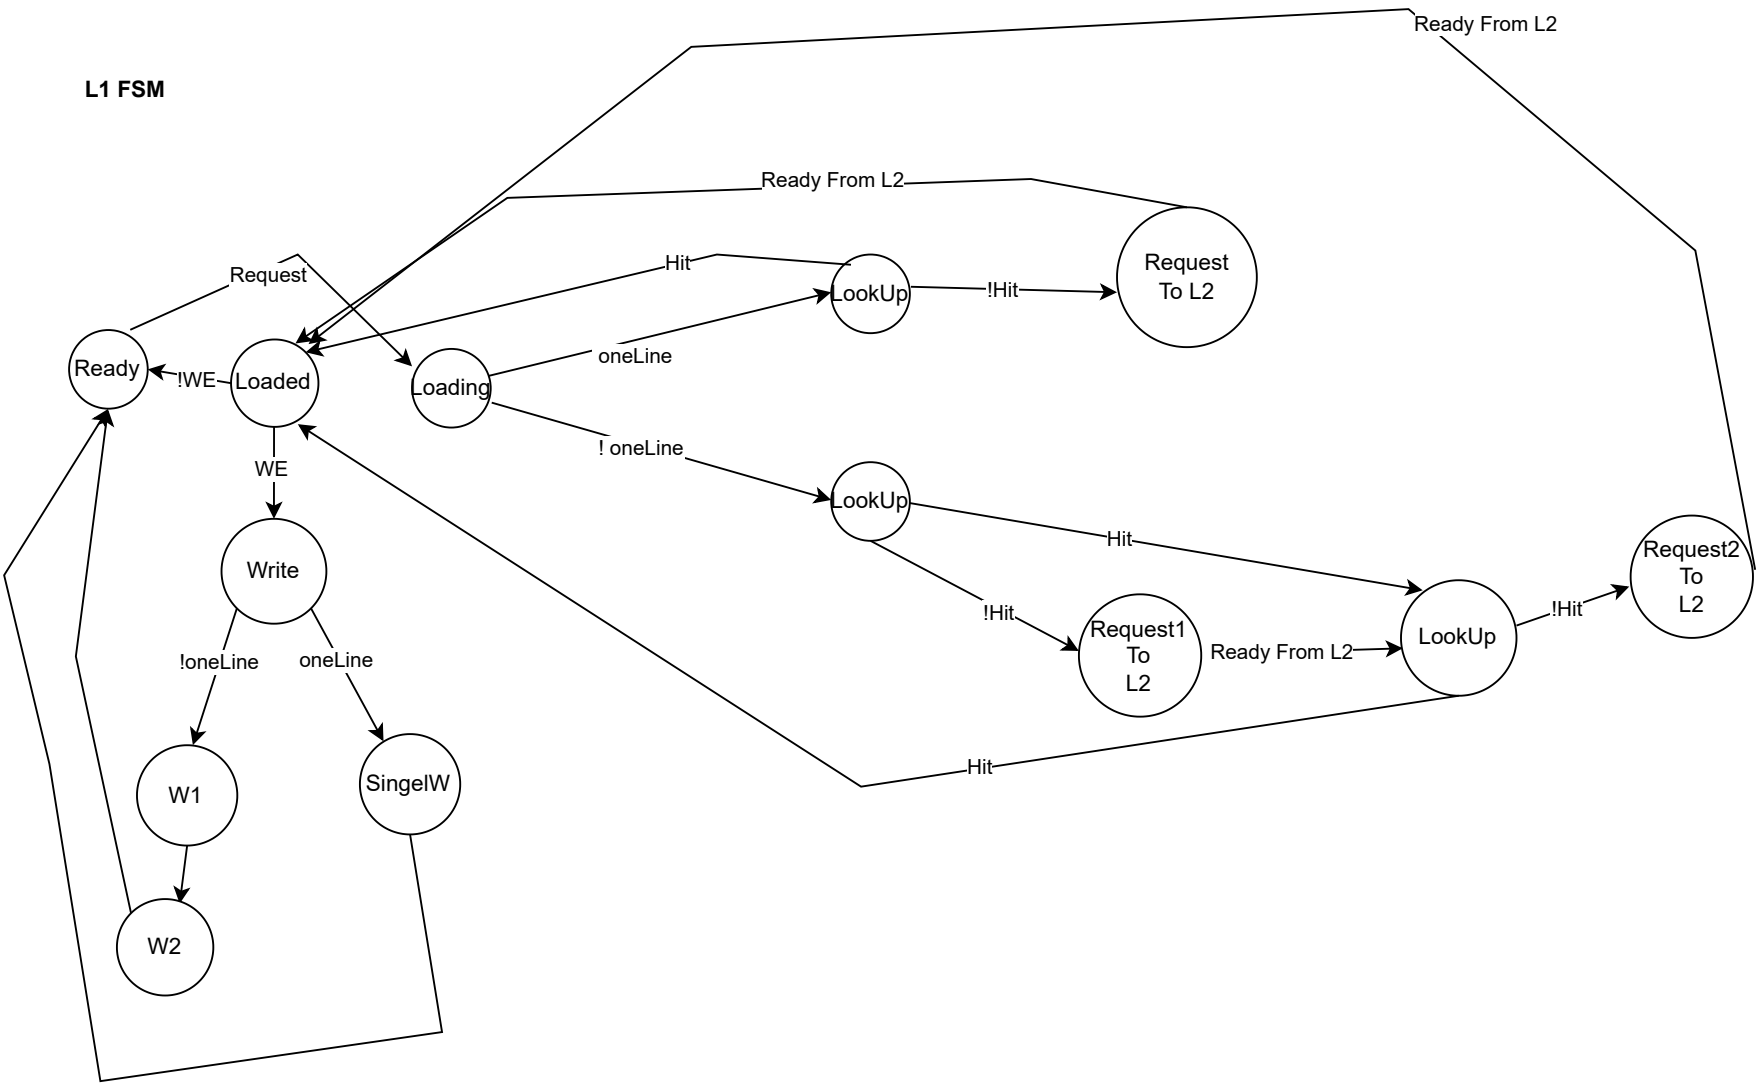 Ready From L2
L1 FSM
Ready From L2
Request
Hit
LookUp
!Hit
Request
To L2
oneLine
Ready
!WE
Loaded
Loading
! oneLine
WE
LookUp
Hit
Write
!Hit
Request1
To
L2
Ready From L2
LookUp
!Hit
Request2
To
L2
!oneLine
oneLine
Hit
W1
SingelW
W2